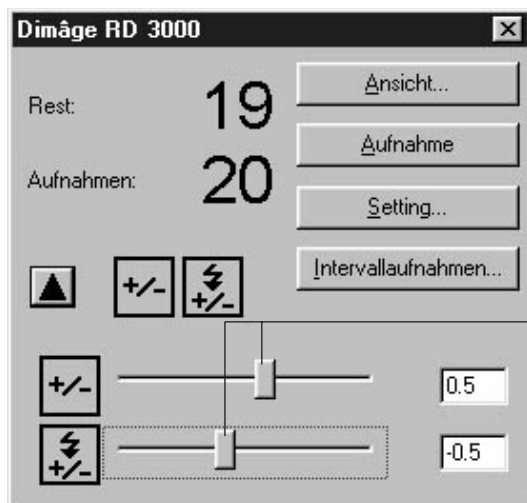 Dimâge RD 3000
Rest: 19
Aufnahmen: 20
Ansicht...
Aufnahme
Setting...
Intervallaufnahmen...
+/-
+/-
+/- 0.5
+/- -0.5